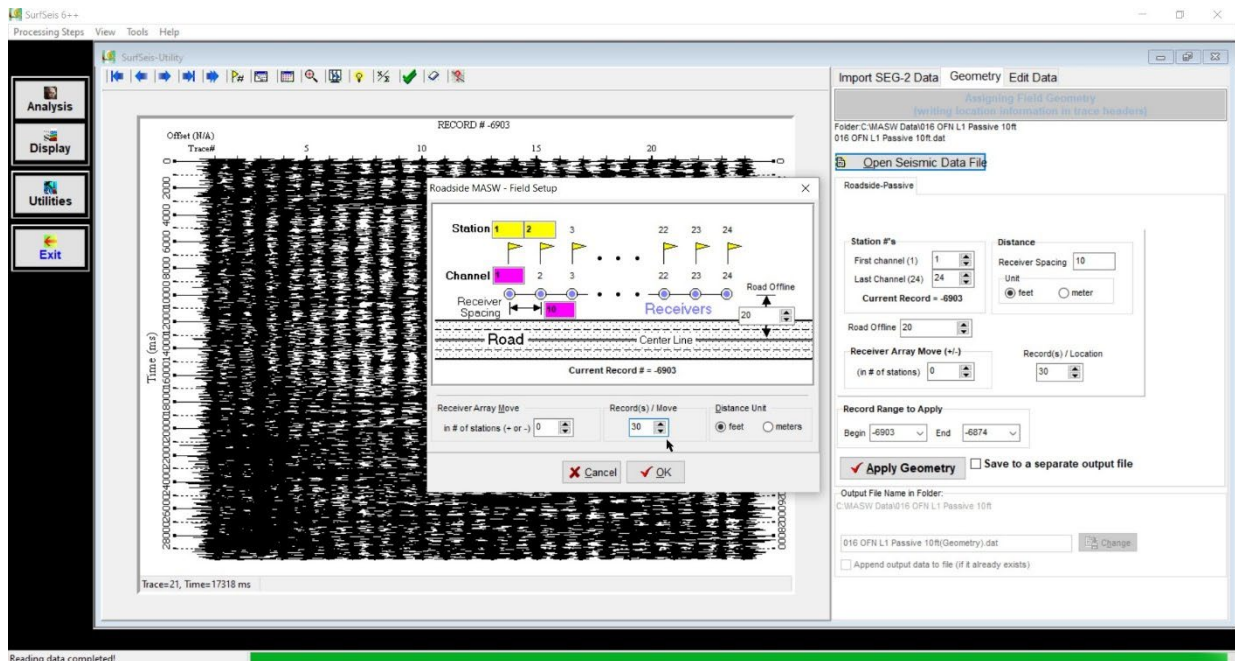 SurfSeis 6++
Processing Steps View Tools Help
SurfSeis-Utility
Analysis
Display
Utilities
Exit
RECORD # -6903
Offset (N/A)
Trace#
5 10 15 20
Time (ms)
Trace=21, Time=17318 ms
Roadside MASW - Field Setup
Station 1 2 3 22 23 24
Channel 1 2 3 22 23 24
Road Offline
20
Receiver
Spacing
10
Receivers
Road
Center Line
Current Record # = -6903
Receiver Array Move
in # of stations (+ or -) 0
Record(s) / Move
30
Distance Unit
feet meters
Cancel OK
Import SEG-2 Data Geometry Edit Data
Assigning Field Geometry
(writing location information in trace headers)
Folder:C:\MASW Data\016 OFN L1 Passive 10ft
016 OFN L1 Passive 10ft.dat
Open Seismic Data File
Roadside-Passive
Station #'s
First channel (1) 1
Last Channel (24) 24
Current Record = -6903
Distance
Receiver Spacing 10
Unit
feet meter
Road Offline 20
Receiver Array Move (+/-)
(in # of stations) 0
Record(s) / Location
30
Record Range to Apply
Begin -6903 End -6874
Apply Geometry Save to a separate output file
Output File Name in Folder:
C:\MASW Data\016 OFN L1 Passive 10ft
016 OFN L1 Passive 10ft(Geometry).dat
Change
Append output data to file (if it already exists)
Reading data completed!